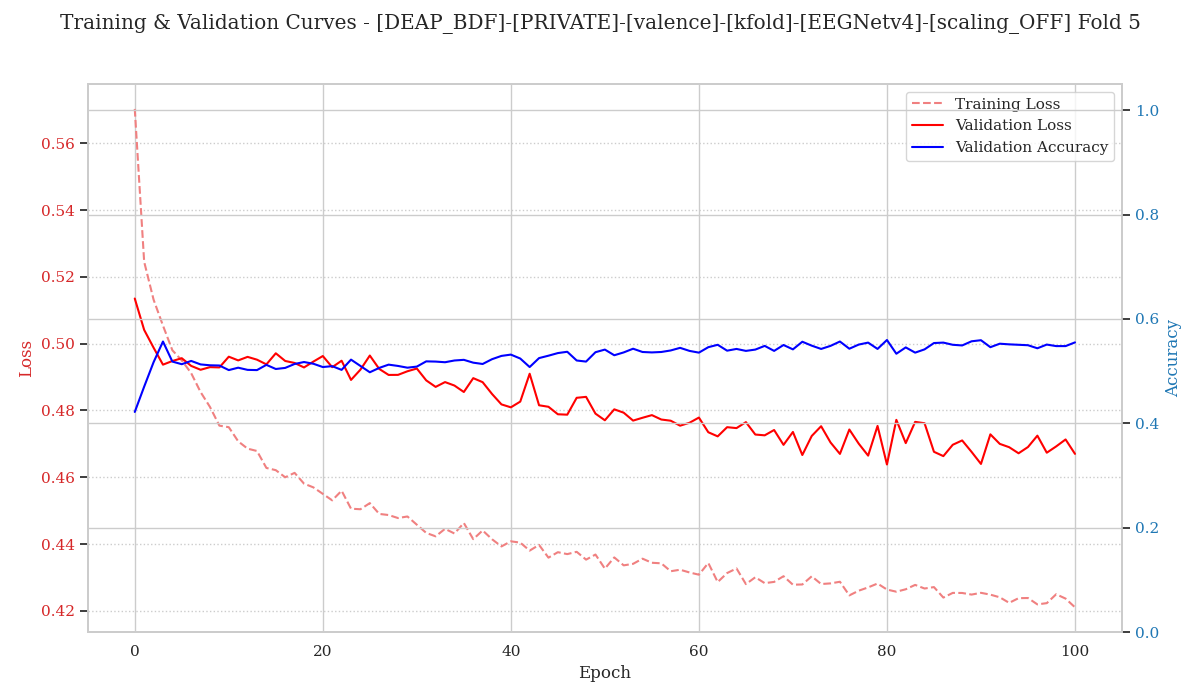 Training & Validation Curves - [DEAP_BDF]-[PRIVATE]-[valence]-[kfold]-[EEGNetv4]-[scaling_OFF] Fold 5
Training Loss
Validation Loss
Validation Accuracy
0.56
0.54
0.52
0.50
0.48
0.46
0.44
0.42
Loss
1.0
0.8
0.6
0.4
0.2
0.0
Accuracy
0 20 40 60 80 100
Epoch